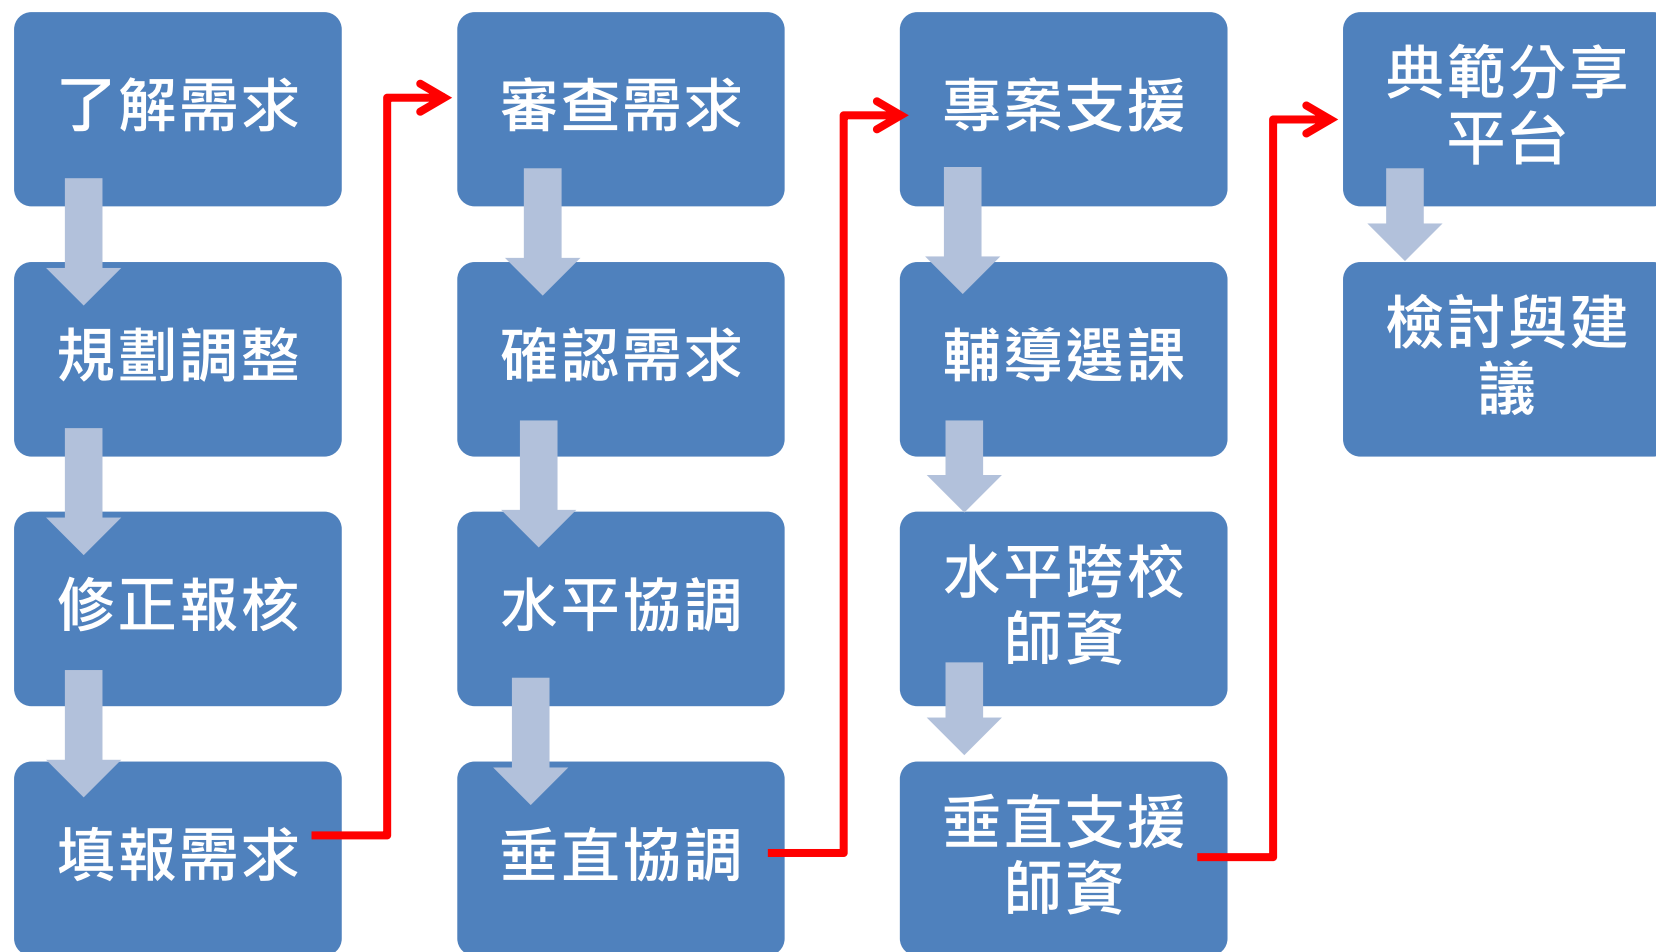 了解需求
規劃調整
修正報核
填報需求
審查需求
確認需求
水平協調
垂直協調
專案支援
輔導選課
水平跨校
師資
垂直支援
師資
典範分享
平台
檢討與建
議